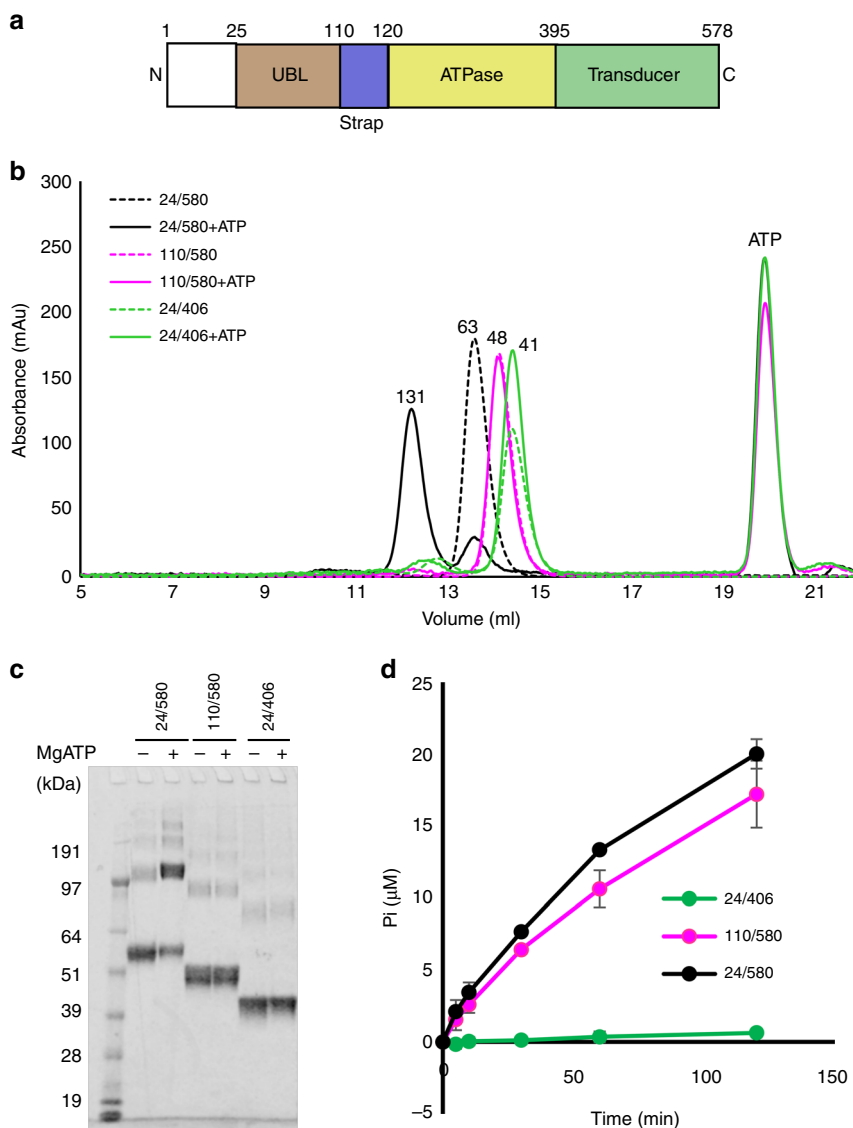 a
1 25 110 120 395 578
N UBL ATPase Transducer C
Strap
b
300
250
200
150
100
50
0
Absorbance (mAu)
24/580
24/580+ATP
110/580
110/580+ATP
24/406
24/406+ATP
131
63
48
41
ATP
5 7 9 11 13 15 17 19 21
Volume (ml)
c
24/580 110/580 24/406
MgATP – + – + – +
(kDa)
191
97
64
51
39
28
19
d
25
20
15
10
5
0
–5
Pi (μM)
24/406
110/580
24/580
0 50 100 150
Time (min)